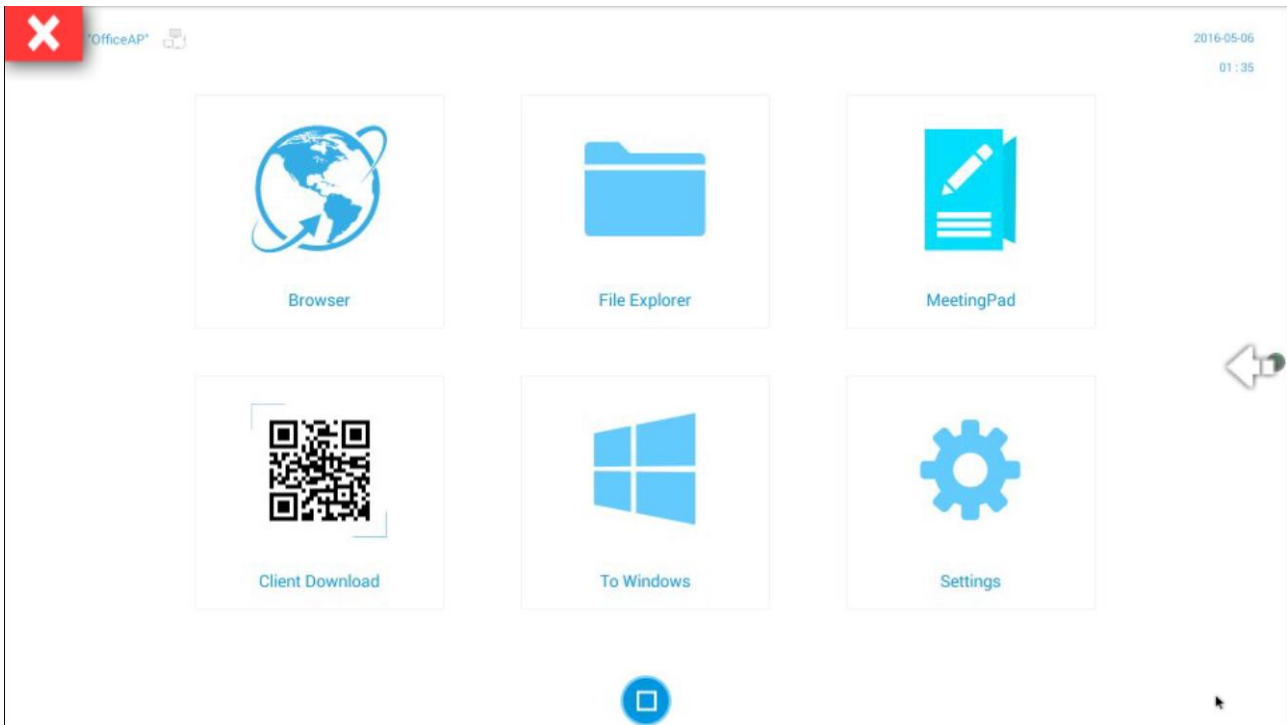 "OfficeAP"
2016-05-06
01 : 35
Browser
File Explorer
MeetingPad
Client Download
To Windows
Settings